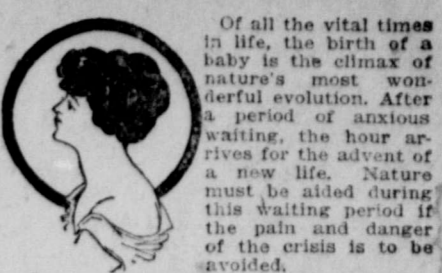 Of all the vital times
in life, the birth of a
baby is the climax of
nature's most won-
derful evolution. After
a period of anxious
waiting, the hour ar-
rives for the advent of
a new life. Nature
must be aided during
this waiting period if
the pain and danger
of the crisis is to be
avoided.